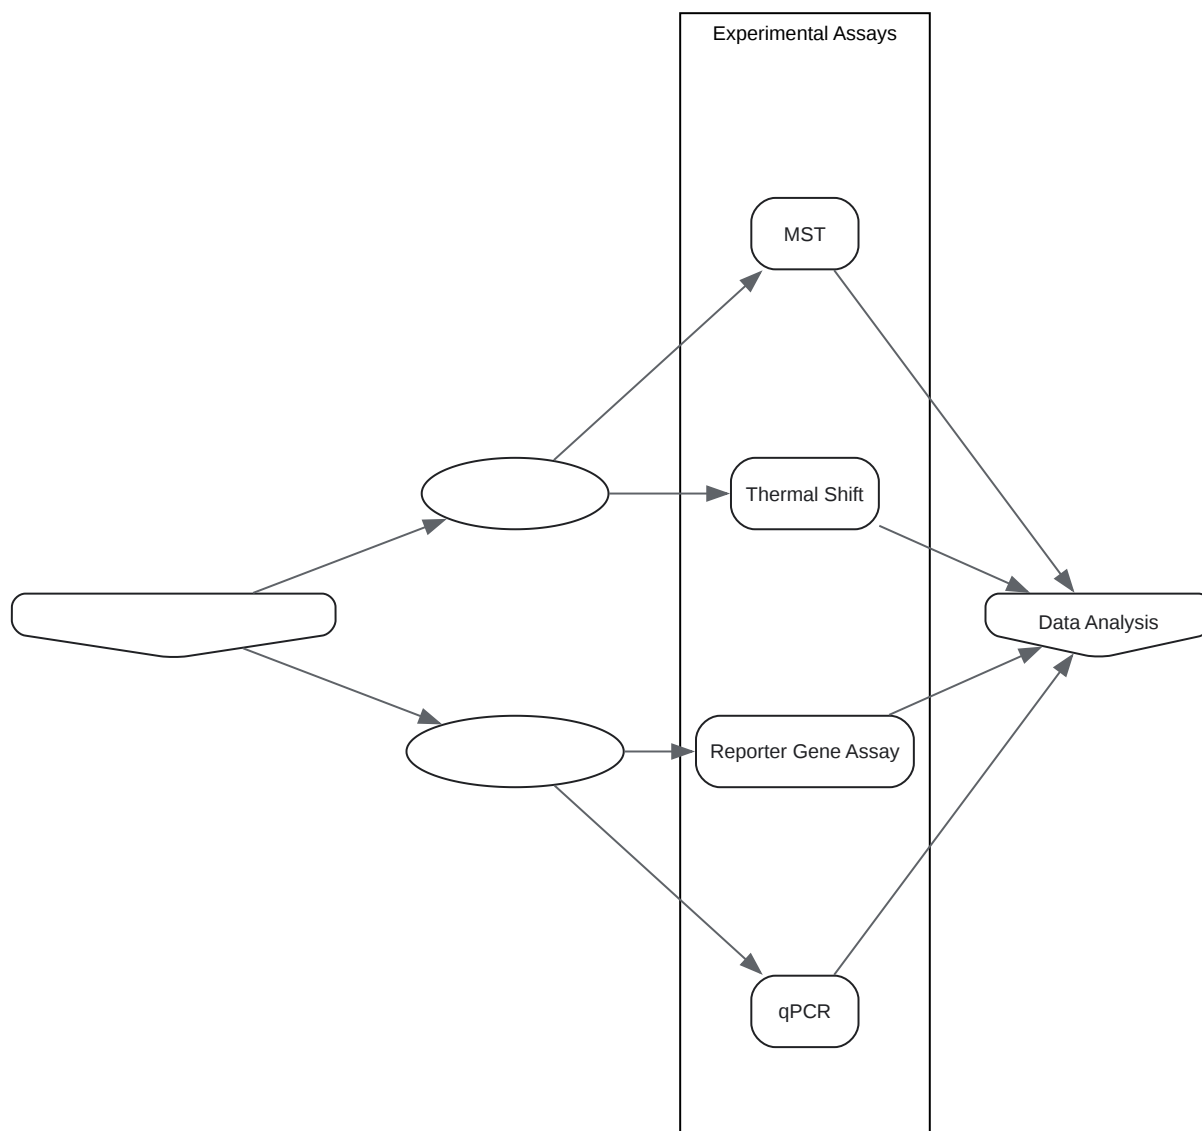 Experimental Assays
MST
Thermal Shift
Data Analysis
Reporter Gene Assay
qPCR